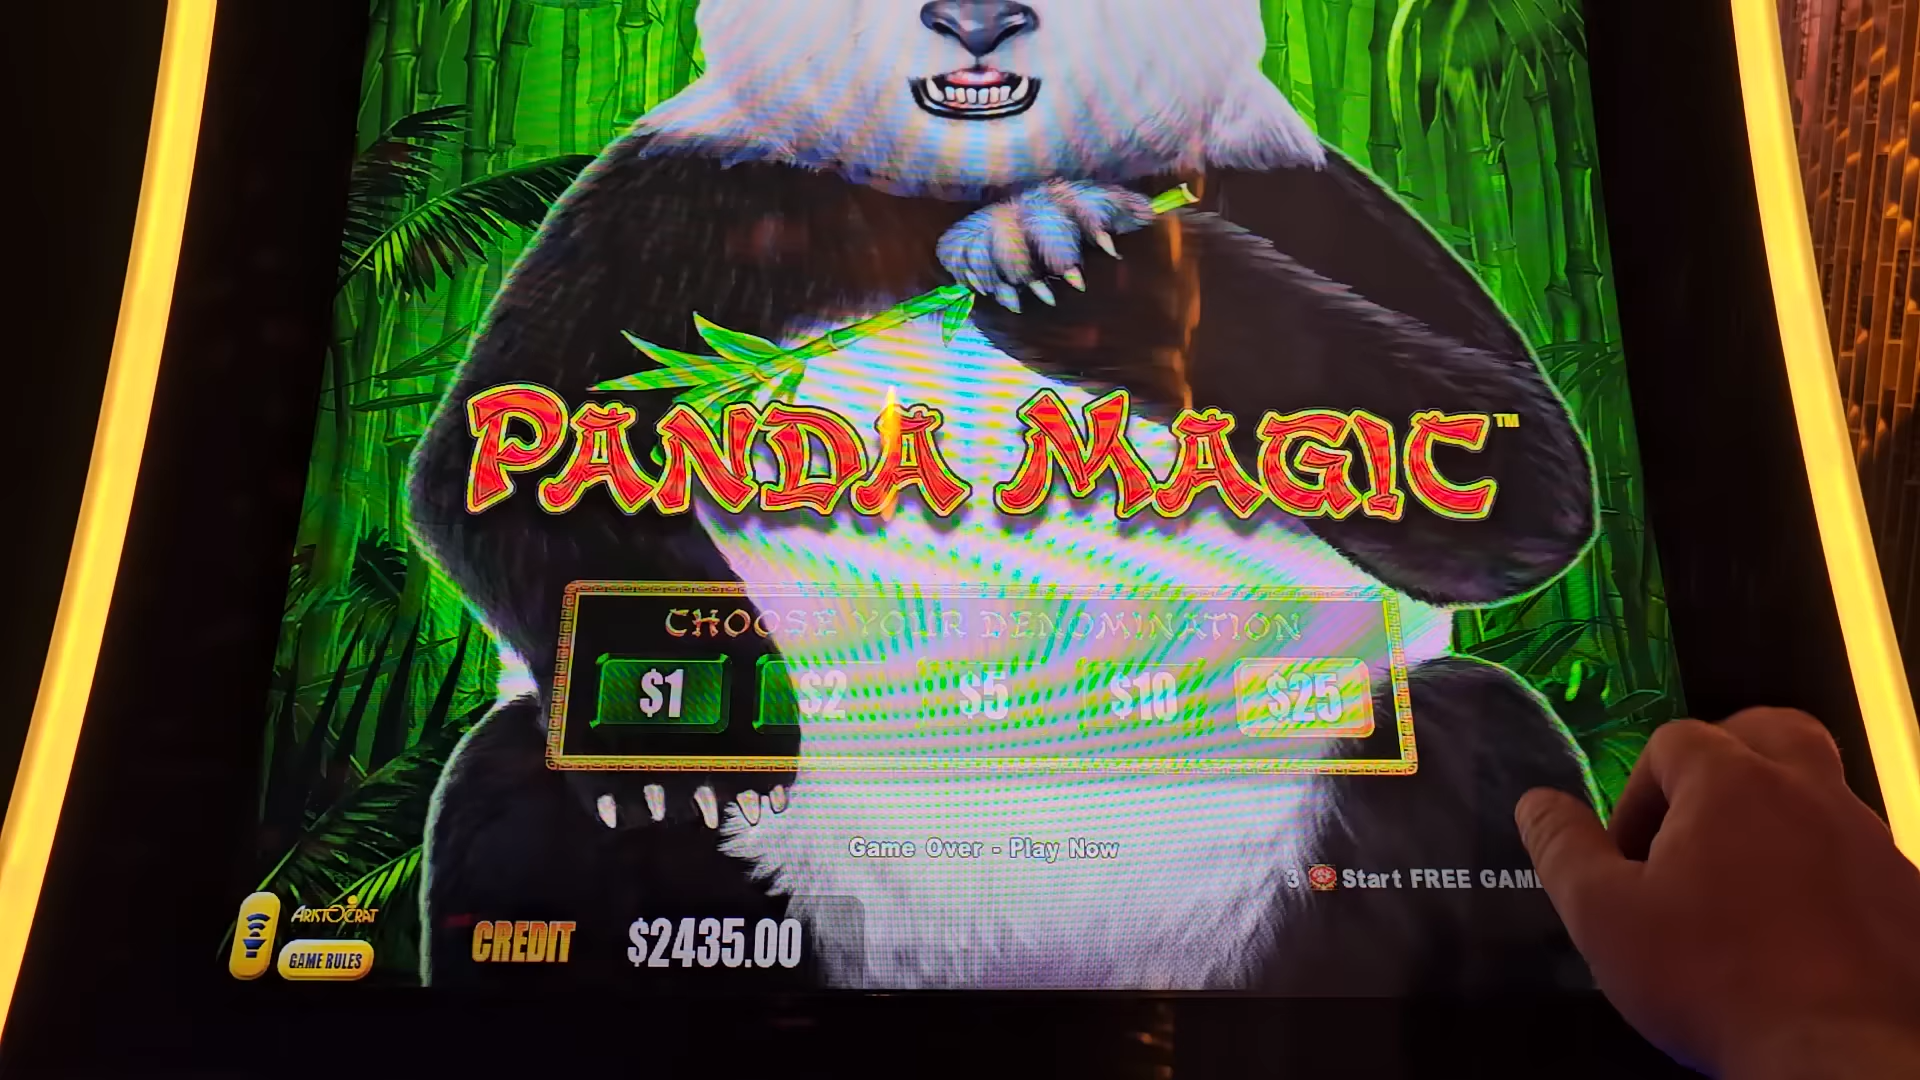 PANDA MAGIC™
CHOOSE YOUR DENOMINATION
$1 $2 $5 $10 $25
Game Over - Play Now
3 Start FREE GAM
ARISTOCRAT
GAME RULES
CREDIT $2435.00